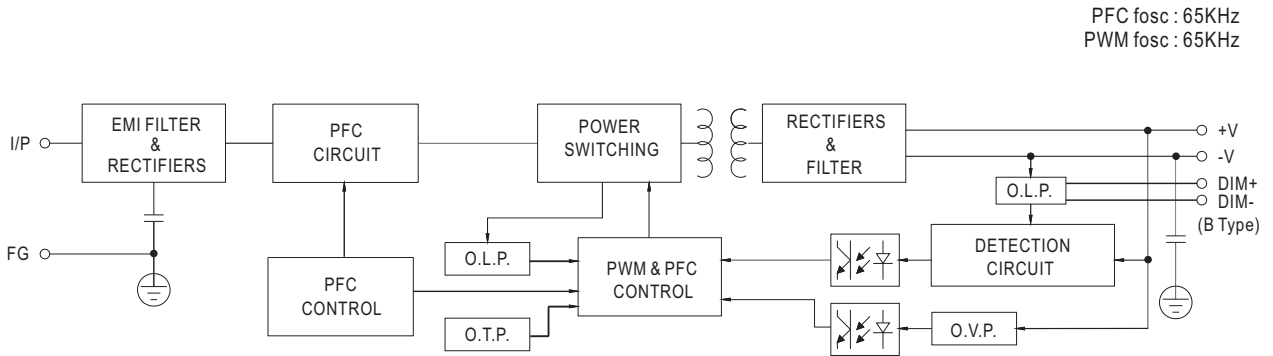 PFC fosc : 65KHz
PWM fosc : 65KHz
I/P
EMI FILTER
&
RECTIFIERS
PFC
CIRCUIT
POWER
SWITCHING
RECTIFIERS
&
FILTER
+V
-V
DIM+
DIM-
(B Type)
O.L.P.
FG
O.L.P.
PFC
CONTROL
PWM & PFC
CONTROL
DETECTION
CIRCUIT
O.T.P.
O.V.P.